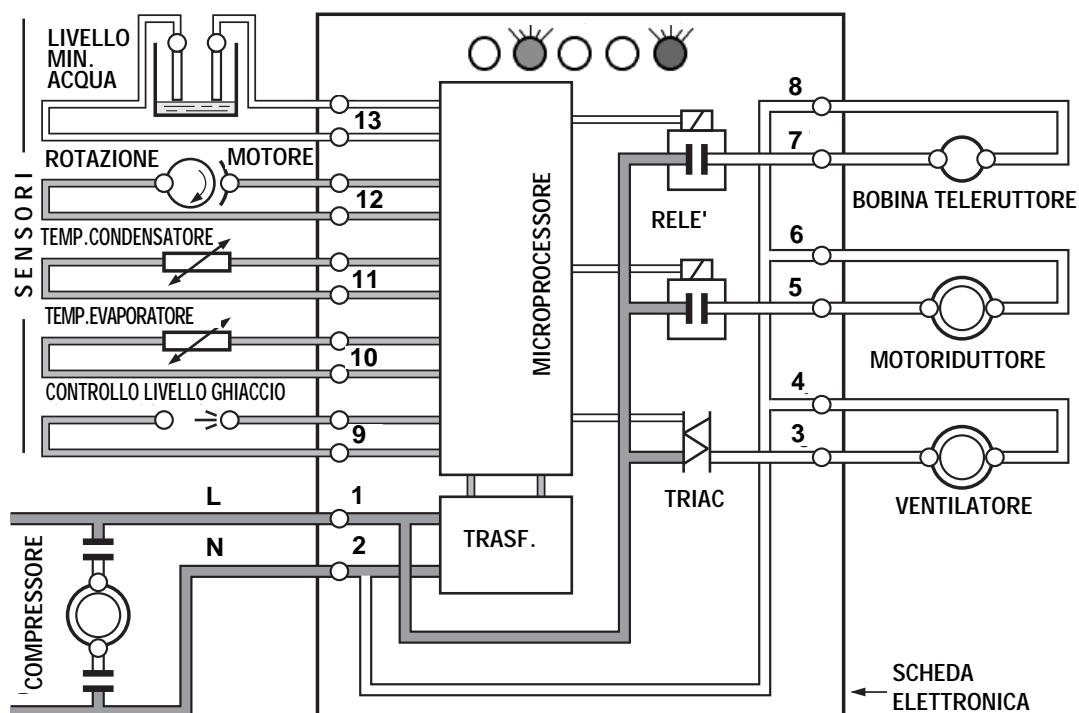 LIVELLO
MIN.
ACQUA
13
ROTAZIONE
MOTORE
12
TEMP.CONDENSATORE
11
TEMP.EVAPORATORE
10
CONTROLLO LIVELLO GHIACCIO
9
SENSORI
L
1
N
2
COMPRESSORE
MICROPROCESSORE
TRASF.
RELE'
TRIAC
8
7
BOBINA TELERUTTORE
6
5
MOTORIDUTTORE
4
3
VENTILATORE
SCHEDA
ELETTRONICA